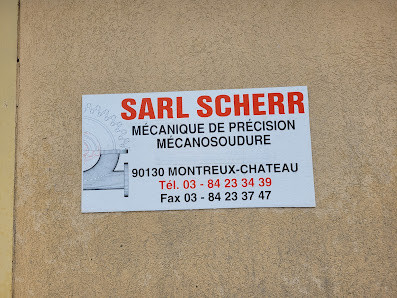 SARL SCHERR
MÉCANIQUE DE PRÉCISION
MÉCANOSOUDURE
90130 MONTREUX-CHATEAU
Tél. 03 - 84 23 34 39
Fax 03 - 84 23 37 47